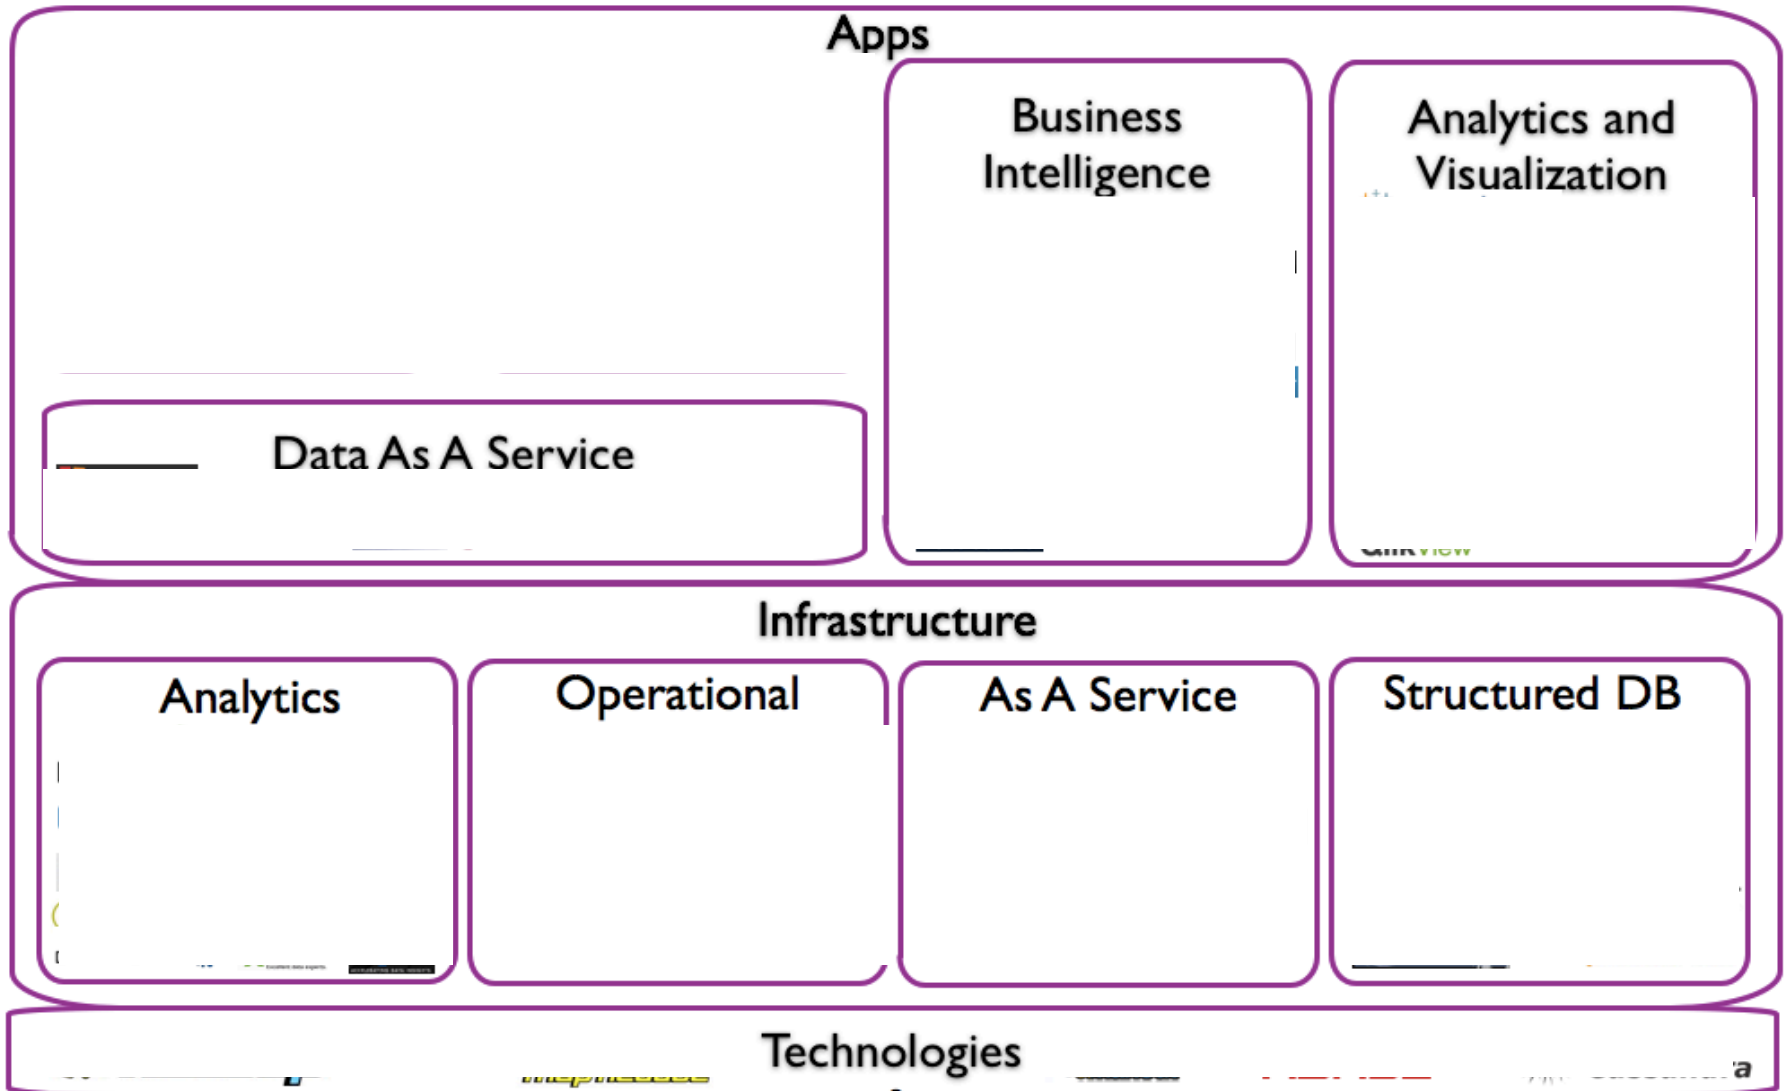 Apps
Business
Intelligence
Analytics and
Visualization
Data As A Service
Infrastructure
Analytics
Operational
As A Service
Structured DB
Technologies